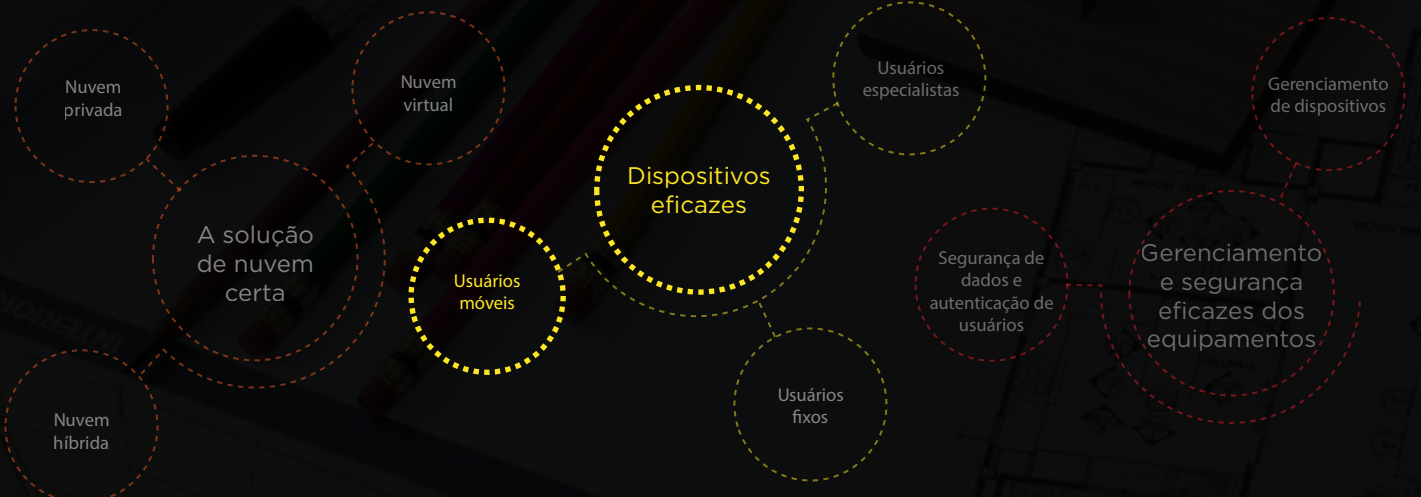 Nuvem
privada
Nuvem
virtual
A solução
de nuvem
certa
Nuvem
híbrida
Usuários
móveis
Dispositivos
eficazes
Usuários
especialistas
Usuários
fixos
Segurança de
dados e
autenticação de
usuários
Gerenciamento
e segurança
eficazes dos
equipamentos
Gerenciamento
de dispositivos